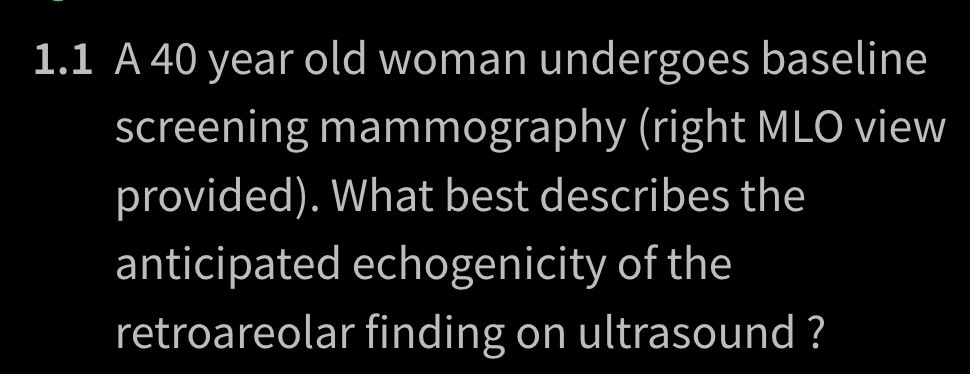 1.1 A 40 year old woman undergoes baseline
screening mammography (right MLO view
provided). What best describes the
anticipated echogenicity of the
retroareolar finding on ultrasound ?